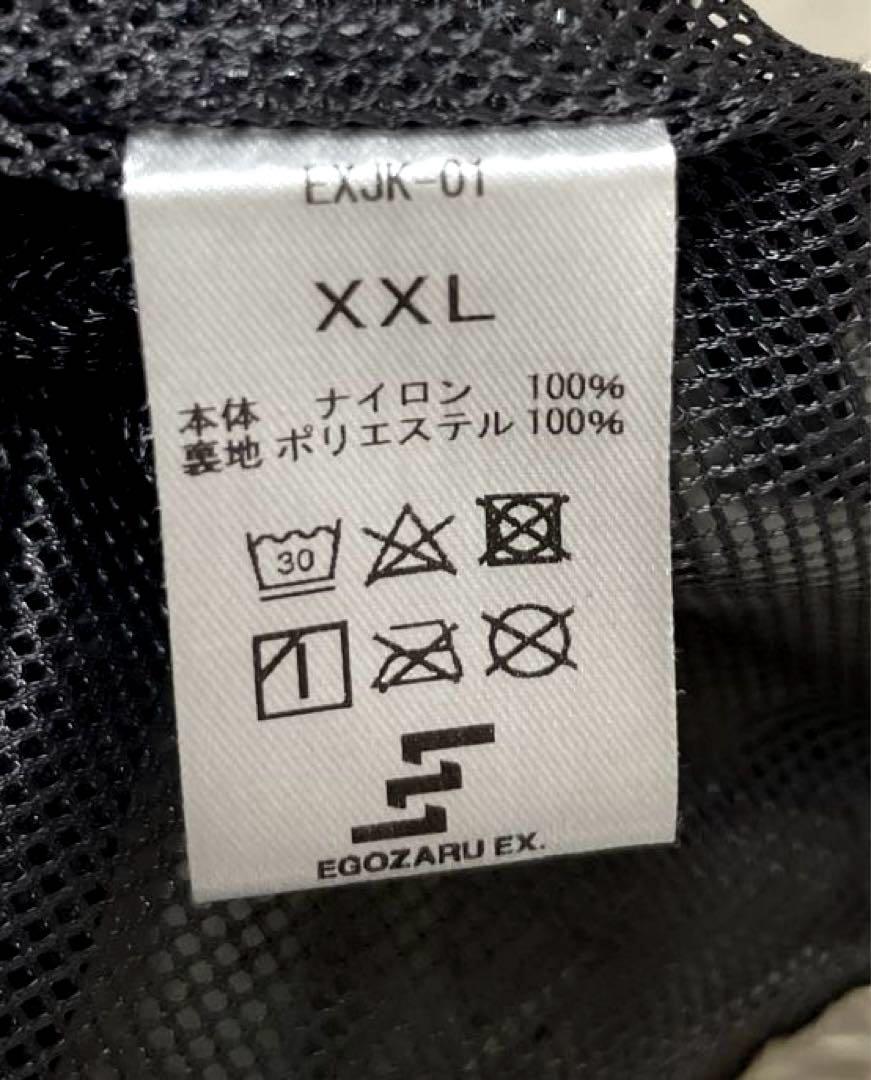 EXJK-01
XXL
本体 ナイロン 100%
裏地 ポリエステル 100%
30
EGOZARU EX.